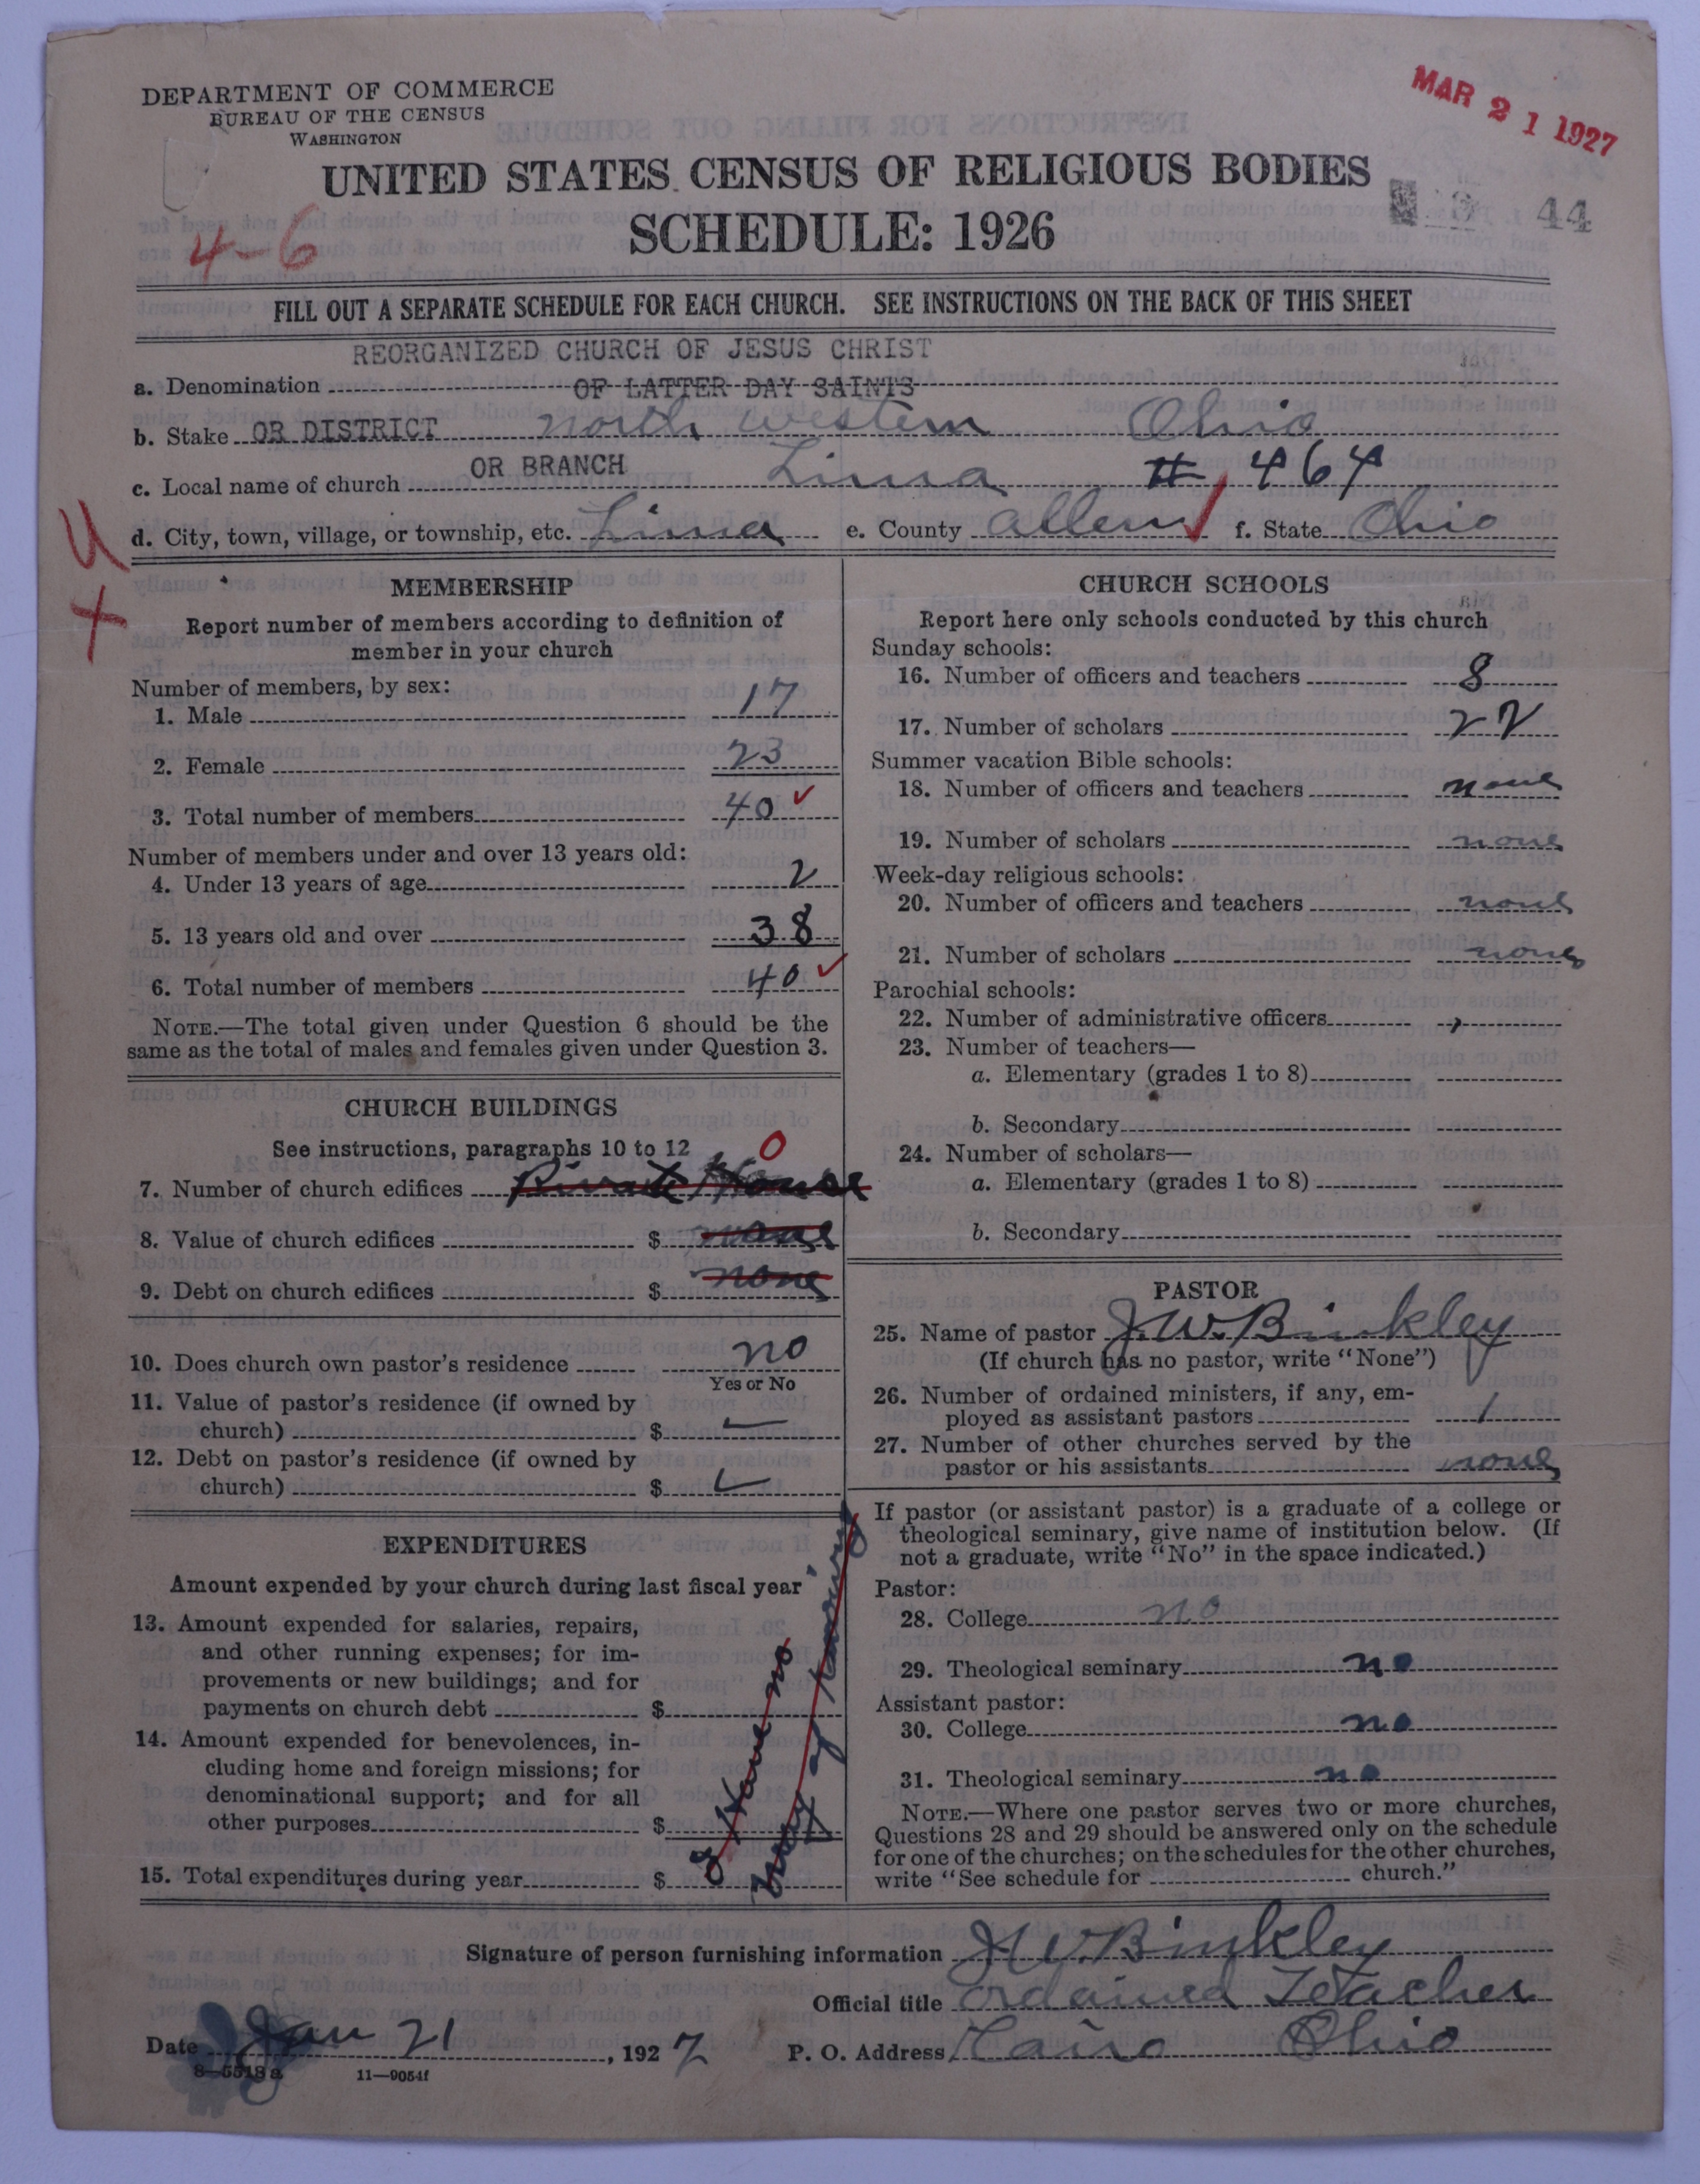 DEPARTMENT OF COMMERCE
BUREAU OF THE CENSUS
WASHINGTON
MAR 21 1927
UNITED STATES CENSUS OF RELIGIOUS BODIES
SCHEDULE: 1926
44
4-6
FILL OUT A SEPARATE SCHEDULE FOR EACH CHURCH. SEE INSTRUCTIONS ON THE BACK OF THIS SHEET
REORGANIZED CHURCH OF JESUS CHRIST
a. Denomination OF LATTER DAY SAINTS
b. Stake OR DISTRICT North Western Ohio
c. Local name of church OR BRANCH Lima # 464
d. City, town, village, or township, etc. Lima e. County Allen f. State Ohio
MEMBERSHIP
Report number of members according to definition of
member in your church
Number of members, by sex:
1. Male 17
2. Female 23
3. Total number of members 40 ✓
Number of members under and over 13 years old:
4. Under 13 years of age 2
5. 13 years old and over 38
6. Total number of members 40 ✓
NOTE.—The total given under Question 6 should be the
same as the total of males and females given under Question 3.
CHURCH BUILDINGS
See instructions, paragraphs 10 to 12 0
7. Number of church edifices Private House
8. Value of church edifices $ none
9. Debt on church edifices $ none
10. Does church own pastor's residence no
Yes or No
11. Value of pastor's residence (if owned by
church) $
12. Debt on pastor's residence (if owned by
church) $
EXPENDITURES
Amount expended by your church during last fiscal year
13. Amount expended for salaries, repairs,
and other running expenses; for im-
provements or new buildings; and for
payments on church debt $
14. Amount expended for benevolences, in-
cluding home and foreign missions; for
denominational support; and for all
other purposes $
15. Total expenditures during year $
I Have no
way of knowing
CHURCH SCHOOLS
Report here only schools conducted by this church
Sunday schools:
16. Number of officers and teachers 8
17. Number of scholars 22
Summer vacation Bible schools:
18. Number of officers and teachers none
19. Number of scholars none
Week-day religious schools:
20. Number of officers and teachers none
21. Number of scholars none
Parochial schools:
22. Number of administrative officers
23. Number of teachers—
a. Elementary (grades 1 to 8)
b. Secondary
24. Number of scholars—
a. Elementary (grades 1 to 8)
b. Secondary
PASTOR
25. Name of pastor J. W. Binkley
(If church has no pastor, write "None")
26. Number of ordained ministers, if any, em-
ployed as assistant pastors 1
27. Number of other churches served by the
pastor or his assistants none
If pastor (or assistant pastor) is a graduate of a college or
theological seminary, give name of institution below. (If
not a graduate, write "No" in the space indicated.)
Pastor:
28. College no
29. Theological seminary no
Assistant pastor:
30. College no
31. Theological seminary no
NOTE.—Where one pastor serves two or more churches,
Questions 28 and 29 should be answered only on the schedule
for one of the churches; on the schedules for the other churches,
write "See schedule for church."
Signature of person furnishing information J W. Binkley
Official title ordained Teacher
Date Jan 21, 1927 P. O. Address Cairo Ohio
8—5518a 11—9054f